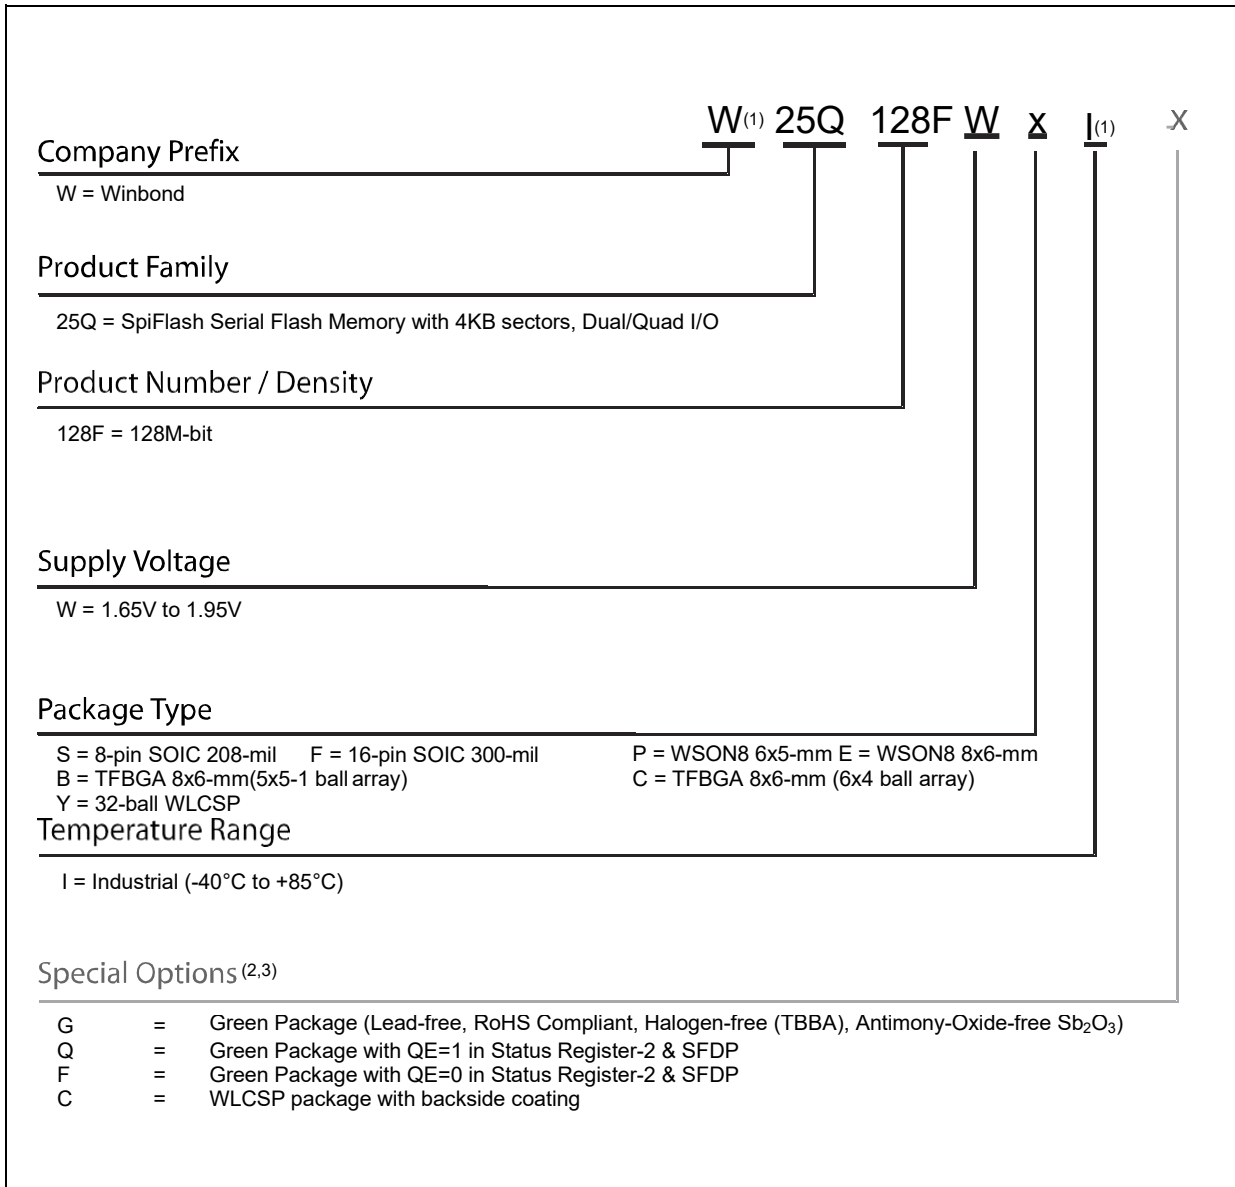 W(1) 25Q 128F W x I(1) x
Company Prefix
W = Winbond
Product Family
25Q = SpiFlash Serial Flash Memory with 4KB sectors, Dual/Quad I/O
Product Number / Density
128F = 128M-bit
Supply Voltage
W = 1.65V to 1.95V
Package Type
S = 8-pin SOIC 208-mil F = 16-pin SOIC 300-mil P = WSON8 6x5-mm E = WSON8 8x6-mm
B = TFBGA 8x6-mm(5x5-1 ball array) C = TFBGA 8x6-mm (6x4 ball array)
Y = 32-ball WLCSP
Temperature Range
I = Industrial (-40°C to +85°C)
Special Options (2,3)
G = Green Package (Lead-free, RoHS Compliant, Halogen-free (TBBA), Antimony-Oxide-free Sb₂O₃)
Q = Green Package with QE=1 in Status Register-2 & SFDP
F = Green Package with QE=0 in Status Register-2 & SFDP
C = WLCSP package with backside coating